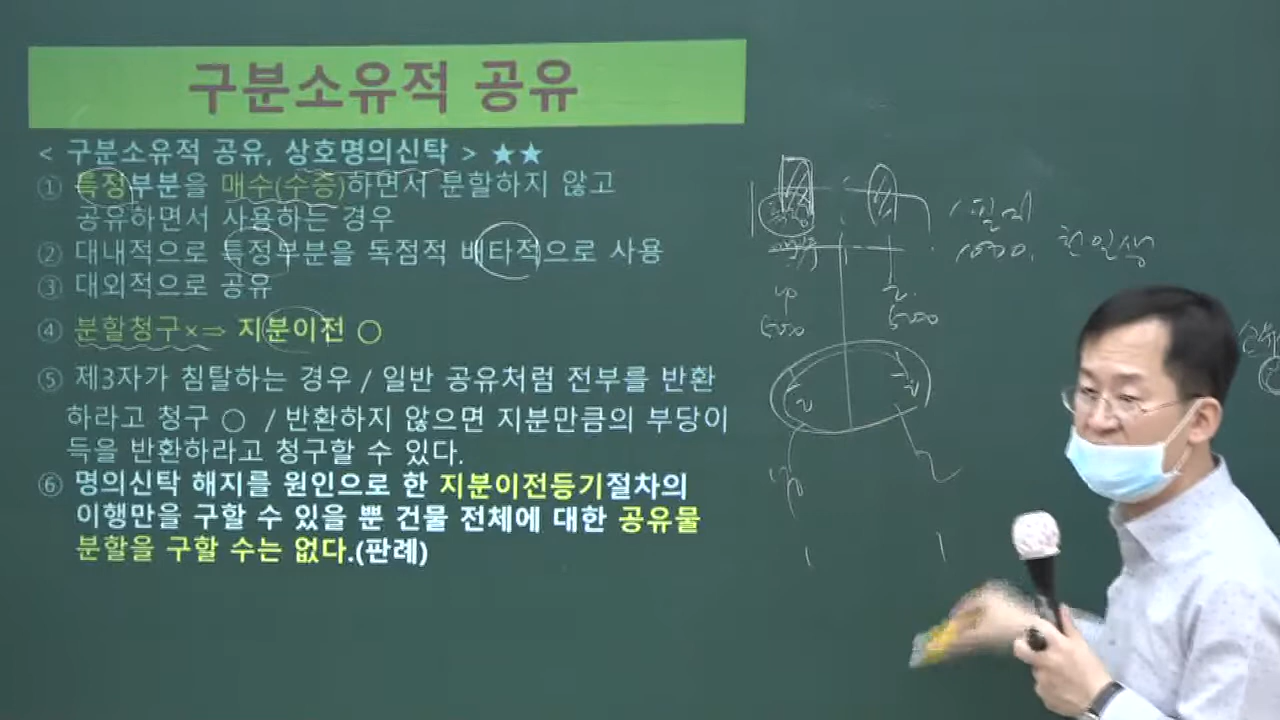 구분소유적 공유
< 구분소유적 공유, 상호명의신탁 > ★★
① 특정부분을 매수(수증)하면서 분할하지 않고
공유하면서 사용하는 경우
② 대내적으로 특정부분을 독점적 배타적으로 사용
③ 대외적으로 공유
④ 분할청구×⇒ 지분이전 ○
⑤ 제3자가 침탈하는 경우 / 일반 공유처럼 전부를 반환
하라고 청구 ○ / 반환하지 않으면 지분만큼의 부당이
득을 반환하라고 청구할 수 있다.
⑥ 명의신탁 해지를 원인으로 한 지분이전등기절차의
이행만을 구할 수 있을 뿐 건물 전체에 대한 공유물
분할을 구할 수는 없다.(판례)
1필지